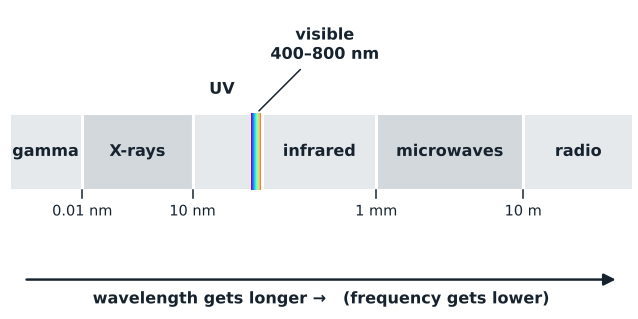 visible
400–800 nm
UV
gamma X-rays infrared microwaves radio
0.01 nm 10 nm 1 mm 10 m
wavelength gets longer → (frequency gets lower)